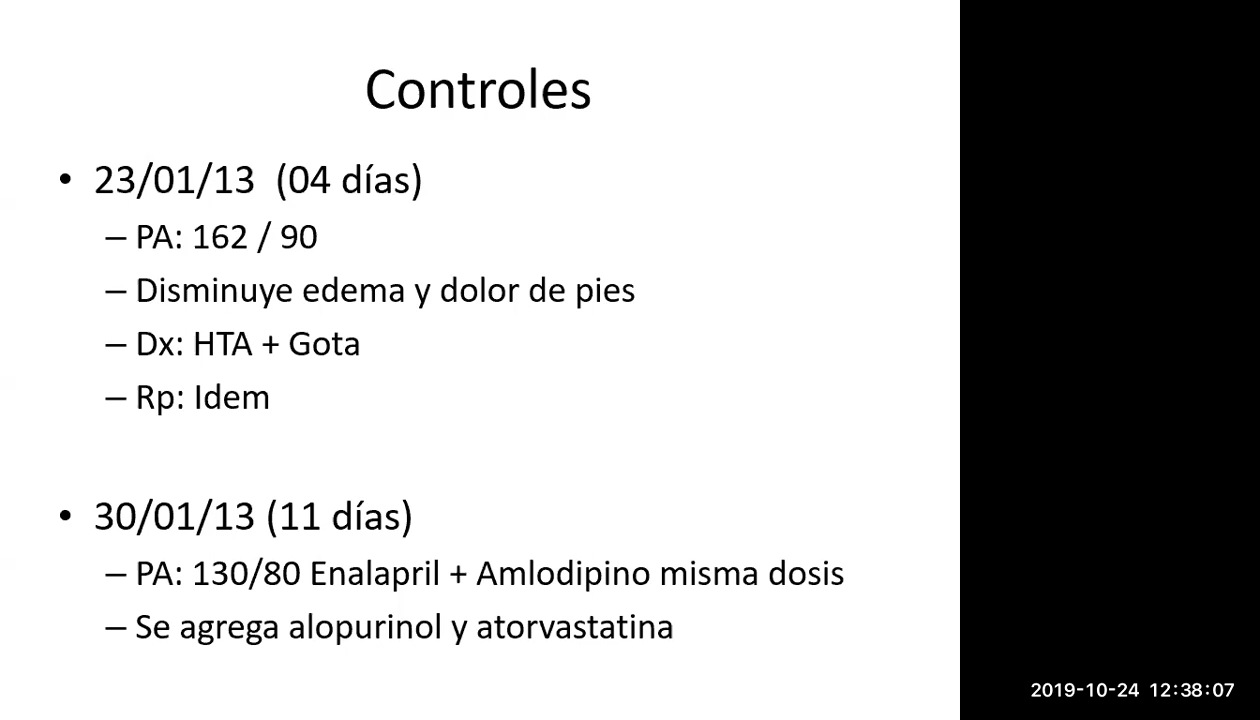 Controles
• 23/01/13 (04 días)
– PA: 162 / 90
– Disminuye edema y dolor de pies
– Dx: HTA + Gota
– Rp: Idem
• 30/01/13 (11 días)
– PA: 130/80 Enalapril + Amlodipino misma dosis
– Se agrega alopurinol y atorvastatina
2019-10-24 12:38:07